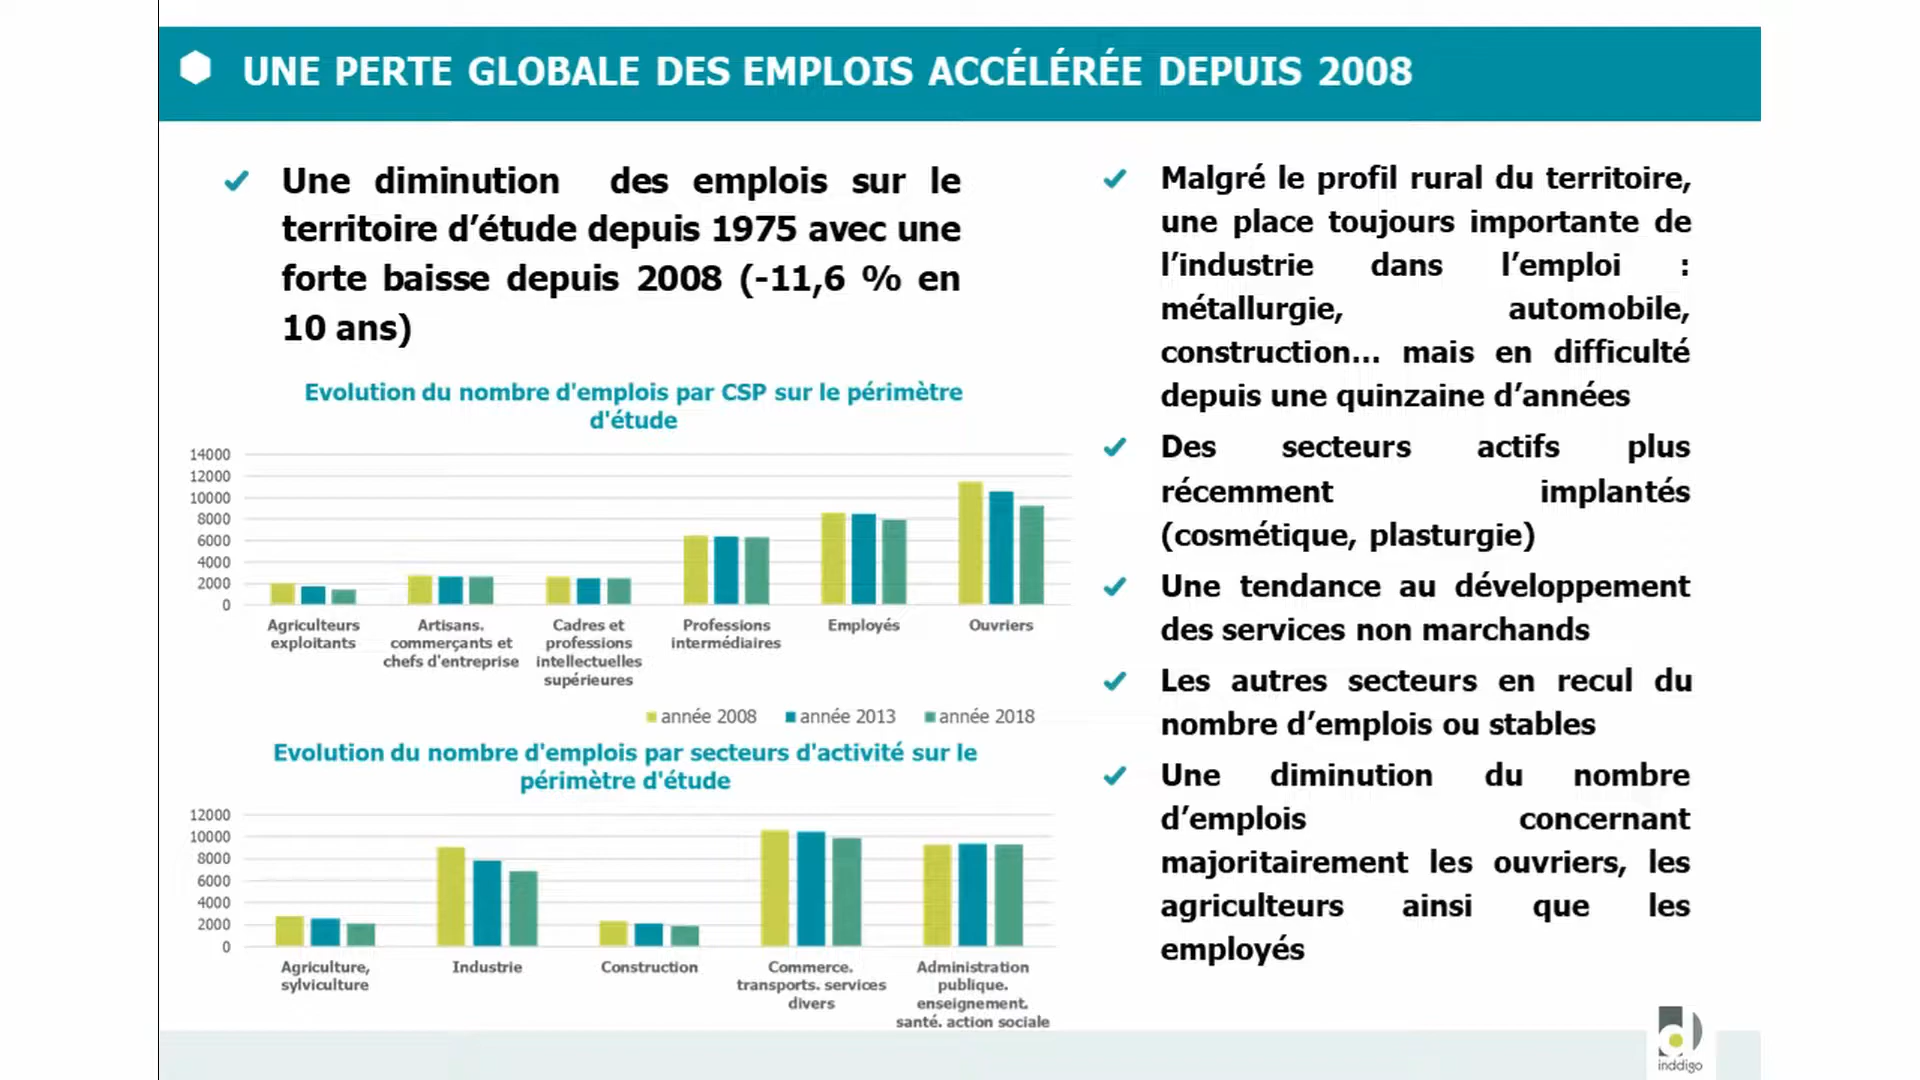 UNE PERTE GLOBALE DES EMPLOIS ACCÉLÉRÉE DEPUIS 2008
Une diminution des emplois sur le
territoire d’étude depuis 1975 avec une
forte baisse depuis 2008 (-11,6 % en
10 ans)
Evolution du nombre d'emplois par CSP sur le périmètre
d'étude
14000
12000
10000
8000
6000
4000
2000
0
Agriculteurs
exploitants
Artisans.
commerçants et
chefs d'entreprise
Cadres et
professions
intellectuelles
supérieures
Professions
intermédiaires
Employés
Ouvriers
année 2008 année 2013 année 2018
Evolution du nombre d'emplois par secteurs d'activité sur le
périmètre d'étude
12000
10000
8000
6000
4000
2000
0
Agriculture,
sylviculture
Industrie
Construction
Commerce.
transports. services
divers
Administration
publique.
enseignement.
santé. action sociale
Malgré le profil rural du territoire,
une place toujours importante de
l’industrie dans l’emploi :
métallurgie, automobile,
construction... mais en difficulté
depuis une quinzaine d’années
Des secteurs actifs plus
récemment implantés
(cosmétique, plasturgie)
Une tendance au développement
des services non marchands
Les autres secteurs en recul du
nombre d’emplois ou stables
Une diminution du nombre
d’emplois concernant
majoritairement les ouvriers, les
agriculteurs ainsi que les
employés
inddigo